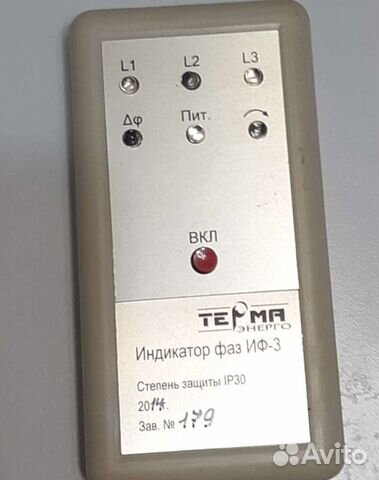 L1 L2 L3
Δφ Пит.
ВКЛ
ТЕРМА
ЭНЕРГО
Индикатор фаз ИФ-3
Степень защиты IP30
2014г.
Зав. № 179
Avito